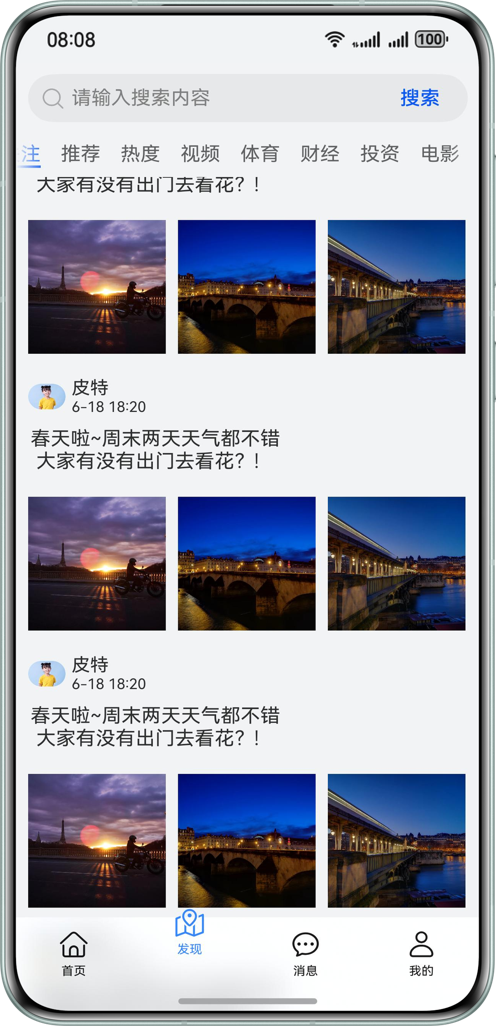 08:08
100
请输入搜索内容
搜索
注 推荐 热度 视频 体育 财经 投资 电影
大家有没有出门去看花?!
皮特
6-18 18:20
春天啦~周末两天天气都不错
大家有没有出门去看花?!
皮特
6-18 18:20
春天啦~周末两天天气都不错
大家有没有出门去看花?!
首页 发现 消息 我的